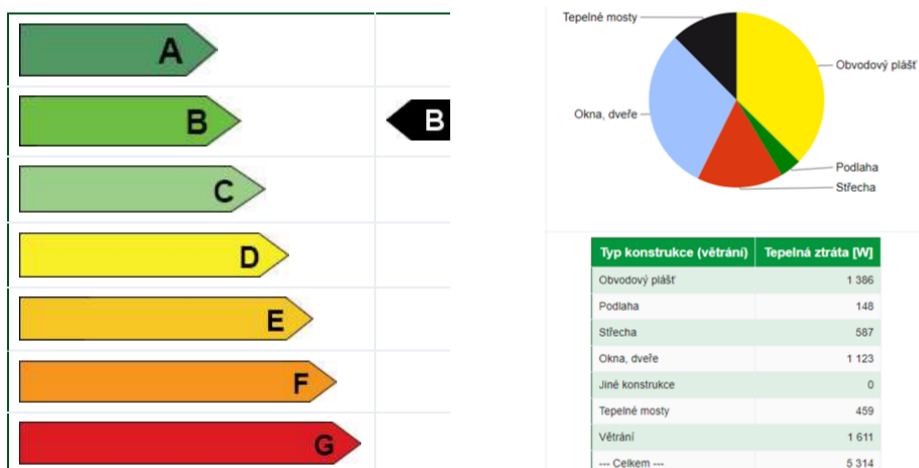 A
B
B
C
D
E
F
G
Tepelné mosty
Obvodový plášť
Okna, dveře
Podlaha
Střecha
Typ konstrukce (větrání) Tepelná ztráta [W]
Obvodový plášť 1 386
Podlaha 148
Střecha 587
Okna, dveře 1 123
Jiné konstrukce 0
Tepelné mosty 459
Větrání 1 611
--- Celkem --- 5 314